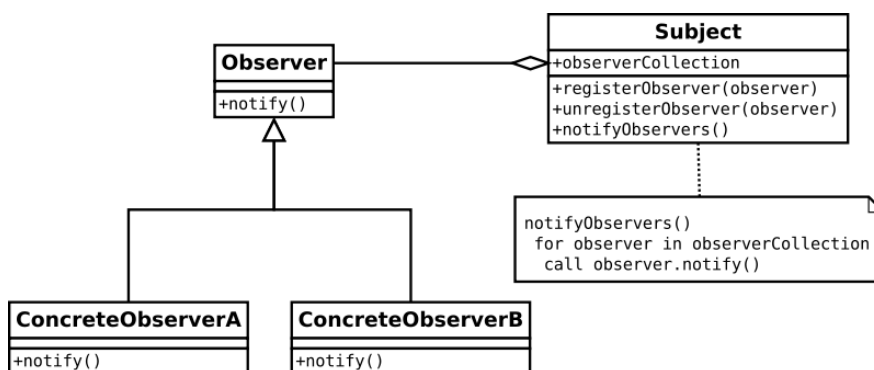 Observer
+notify()
Subject
+observerCollection
+registerObserver(observer)
+unregisterObserver(observer)
+notifyObservers()
notifyObservers()
for observer in observerCollection
call observer.notify()
ConcreteObserverA
+notify()
ConcreteObserverB
+notify()